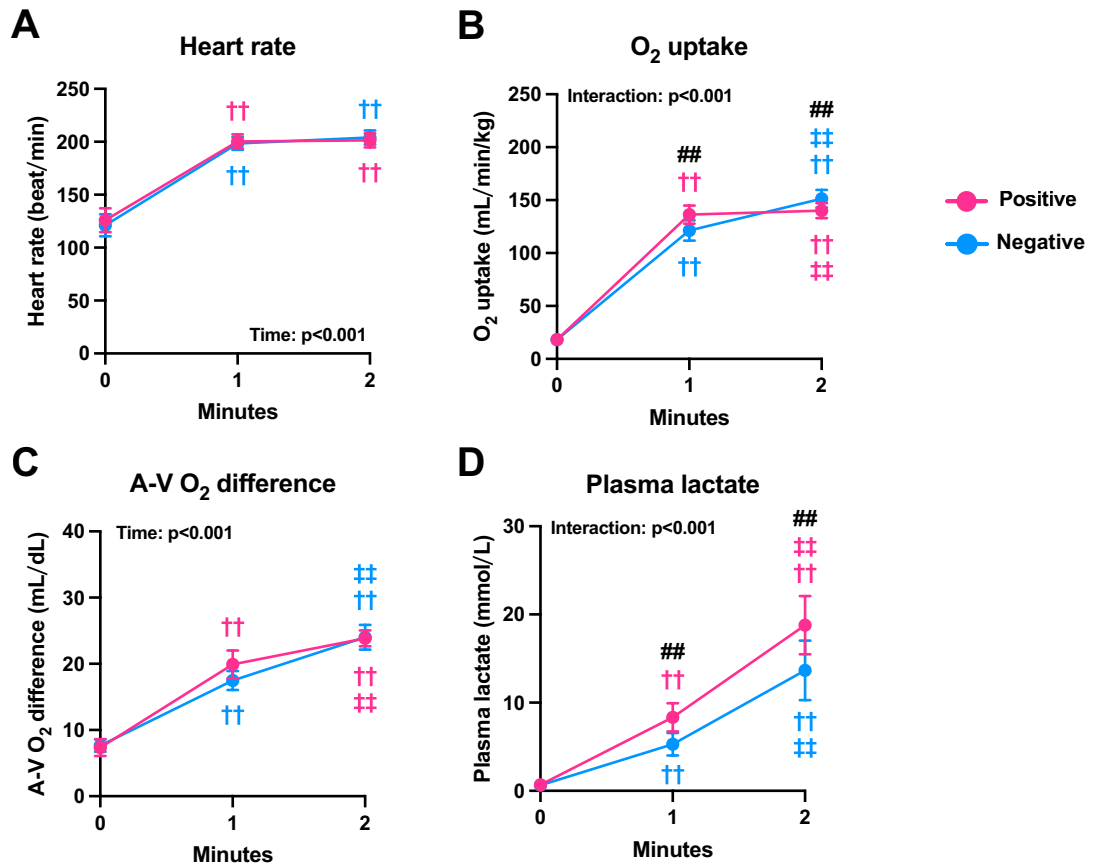 A
Heart rate
Heart rate (beat/min)
250
200
150
100
50
0
††
††
††
††
Time: p<0.001
0
1
2
Minutes
B
O₂ uptake
O₂ uptake (mL/min/kg)
250
200
150
100
50
0
Interaction: p<0.001
##
††
††
##
‡‡
††
††
‡‡
0
1
2
Minutes
Positive
Negative
C
A-V O₂ difference
A-V O₂ difference (mL/dL)
40
30
20
10
0
Time: p<0.001
††
††
‡‡
††
††
‡‡
0
1
2
Minutes
D
Plasma lactate
Plasma lactate (mmol/L)
30
20
10
0
Interaction: p<0.001
##
††
††
##
‡‡
††
††
‡‡
0
1
2
Minutes